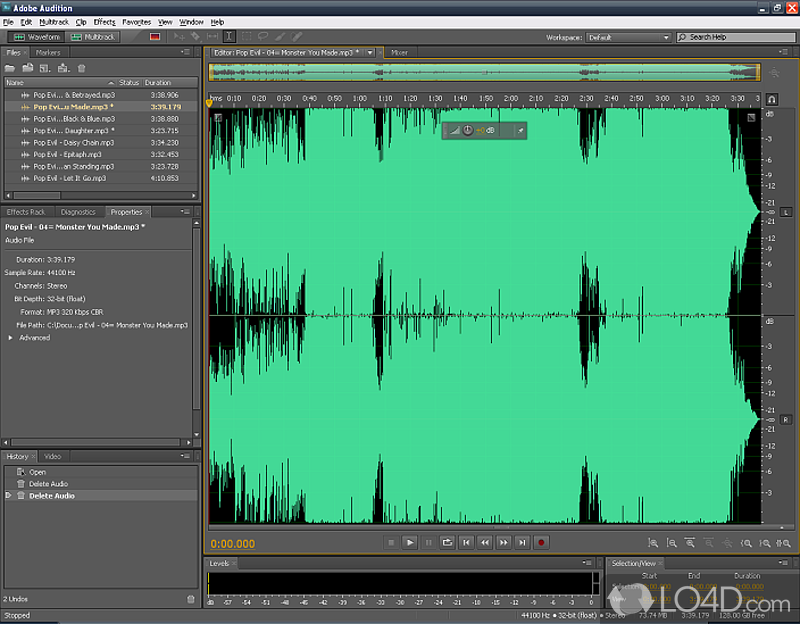 Adobe Audition
File Edit Multitrack Clip Effects Favorites View Window Help
Waveform Multitrack
Workspace: Default Search Help
Files Markers
Editor: Pop Evil - 04= Monster You Made.mp3 * Mixer
Name Status Duration
Pop Evi... & Betrayed.mp3 3:38.906
Pop Evi...u Made.mp3 * 3:39.179
Pop Evi...Black & Blue.mp3 3:38.880
Pop Evi... Daughter.mp3 * 3:23.715
Pop Evil - Daisy Chain.mp3 3:34.230
Pop Evil - Epitaph.mp3 3:32.453
Pop Evi...an Standing.mp3 3:23.728
Pop Evil - Let It Go.mp3 4:10.853
hms 0:10 0:20 0:30 0:40 0:50 1:00 1:10 1:20 1:30 1:40 1:50 2:00 2:10 2:20 2:30 2:40 2:50 3:00 3:10 3:20 3:30 3
+0 dB
dB
-3
-6
-9
-12
-21
-∞
-21
-12
-9
-6
-3
L
dB
-3
-6
-9
-12
-21
-∞
-21
-12
-9
-6
-3
R
Effects Rack Diagnostics Properties
Pop Evil - 04= Monster You Made.mp3 *
Audio File
Duration: 3:39.179
Sample Rate: 44100 Hz
Channels: Stereo
Bit Depth: 32-bit (float)
Format: MP3 320 Kbps CBR
File Path: C:\Docu...p Evil - 04= Monster You Made.mp3
Advanced
History Video
Open
Delete Audio
Delete Audio
2 Undos
0:00.000
Levels
dB -57 -54 -51 -48 -45 -42 -39 -36 -33 -30 -27 -24 -21 -18 -15 -12 -9 -6 -3 0
Selection/View
Start End Duration
LO4D.com
Stopped
44100 Hz • 32-bit (float) • Stereo 73.74 MB 3:39.179 128.00 GB free